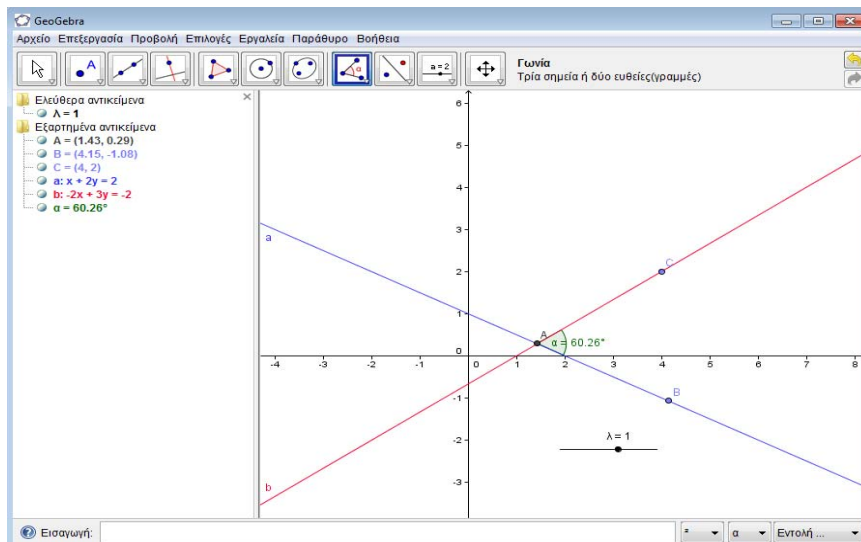 GeoGebra
Αρχείο Επεξεργασία Προβολή Επιλογές Εργαλεία Παράθυρο Βοήθεια
A
α
a = 2
Γωνία
Τρία σημεία ή δύο ευθείες(γραμμές)
Ελεύθερα αντικείμενα
λ = 1
Εξαρτημένα αντικείμενα
A = (1.43, 0.29)
B = (4.15, -1.08)
C = (4, 2)
a: x + 2y = 2
b: -2x + 3y = -2
α = 60.26°
6
5
4
3
a
C
2
1
A
α = 60.26°
0
-4 -3 -2 -1 0 1 2 3 4 5 6 7 8
-1
B
λ = 1
-2
-3
b
Εισαγωγή:
²
α
Εντολή ...